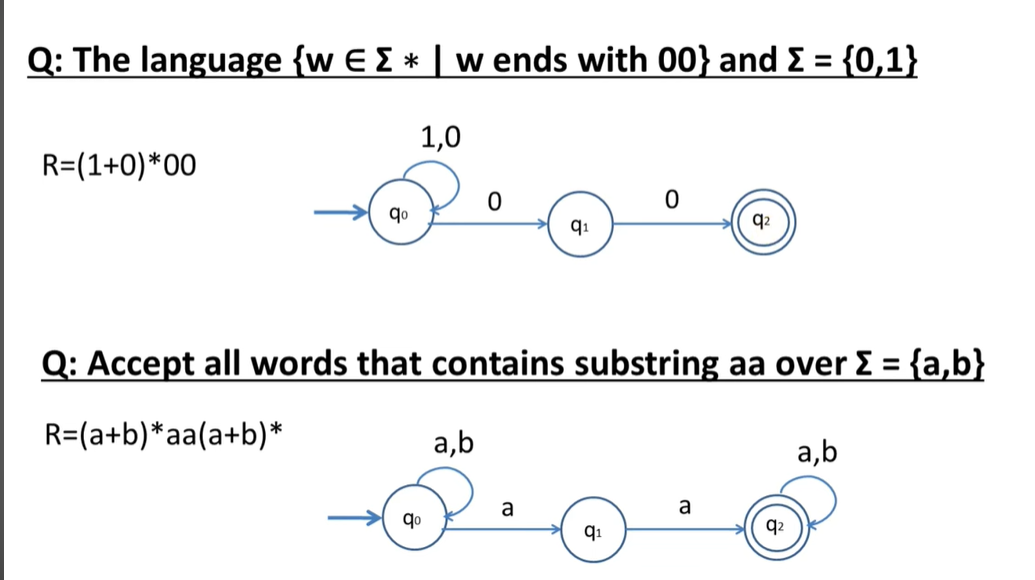 Q: The language {w ∈ Σ * | w ends with 00} and Σ = {0,1}
1,0
R=(1+0)*00
0
0
q0
q1
q2
Q: Accept all words that contains substring aa over Σ = {a,b}
R=(a+b)*aa(a+b)*
a,b
a,b
a
a
q0
q1
q2